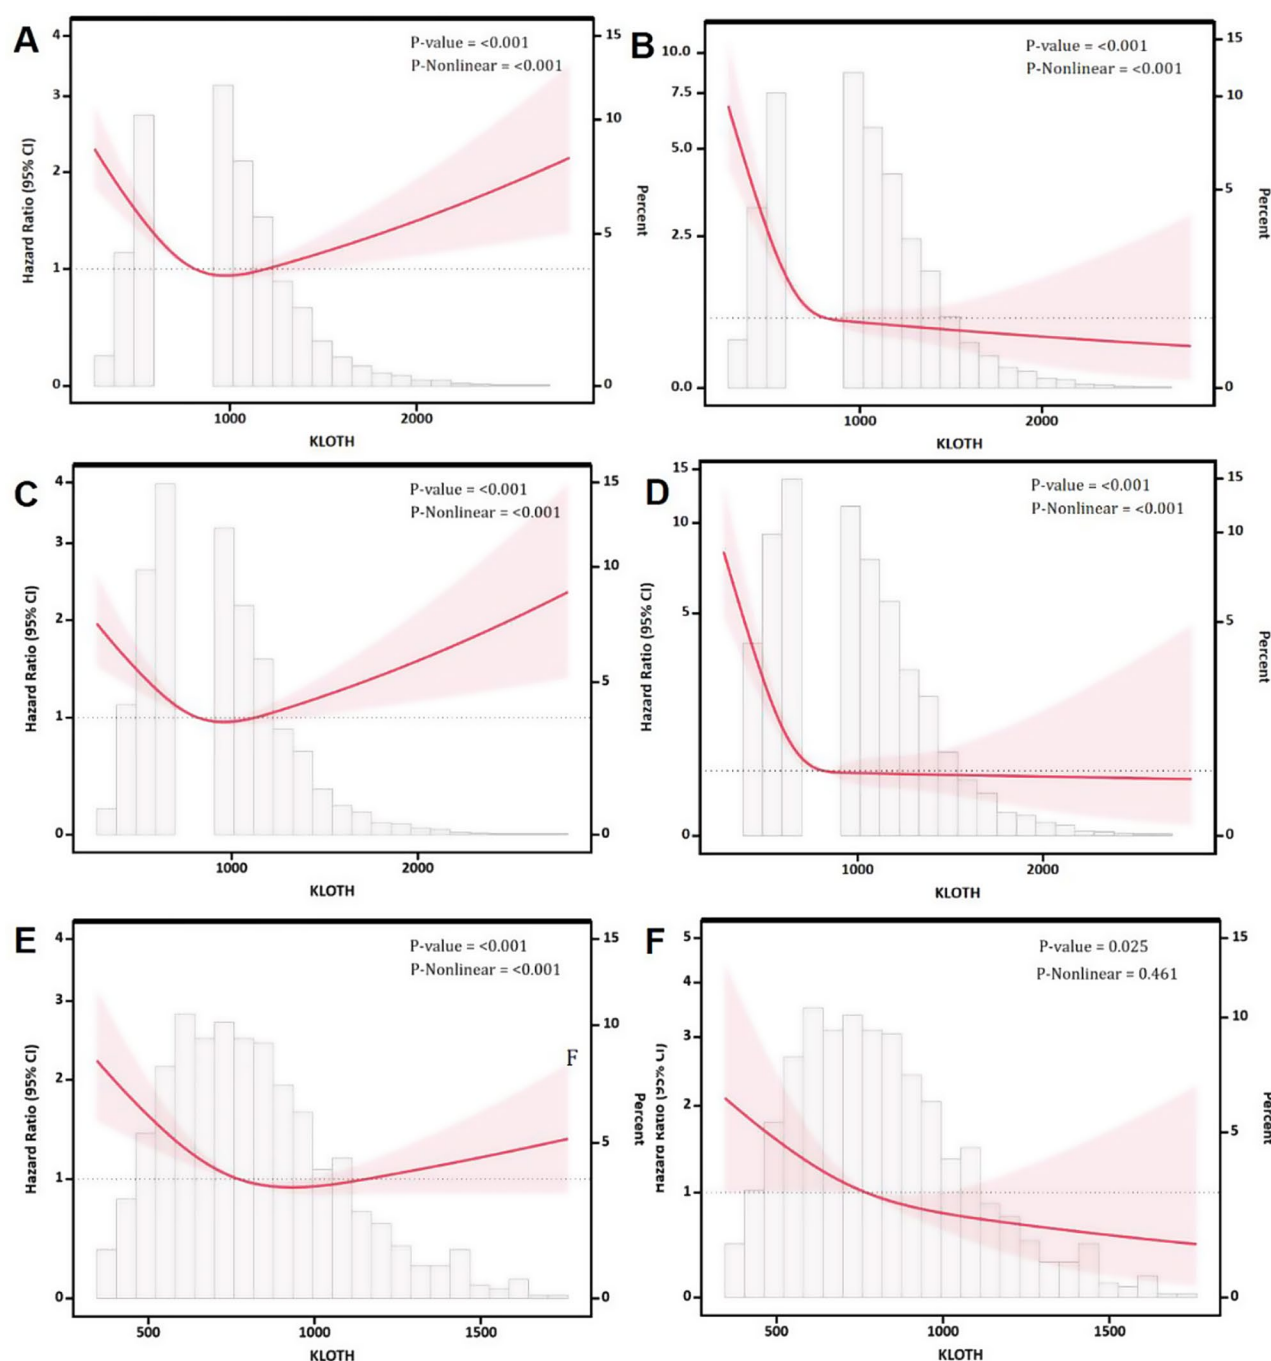 A
P-value = <0.001
P-Nonlinear = <0.001
Hazard Ratio (95% CI)
4
3
2
1
0
15
10
5
0
Percent
1000
2000
KLOTH
B
P-value = <0.001
P-Nonlinear = <0.001
10.0
7.5
5.0
2.5
0.0
15
10
5
0
Percent
1000
2000
KLOTH
C
P-value = <0.001
P-Nonlinear = <0.001
Hazard Ratio (95% CI)
4
3
2
1
0
15
10
5
0
1000
2000
KLOTH
D
P-value = <0.001
P-Nonlinear = <0.001
Hazard Ratio (95% CI)
15
10
5
0
15
10
5
0
Percent
1000
2000
KLOTH
E
P-value = <0.001
P-Nonlinear = <0.001
F
Hazard Ratio (95% CI)
4
3
2
1
0
15
10
5
0
Percent
500
1000
1500
KLOTH
F
P-value = 0.025
P-Nonlinear = 0.461
Hazard Ratio (95% CI)
5
4
3
2
1
0
15
10
5
0
Percent
500
1000
1500
KLOTH